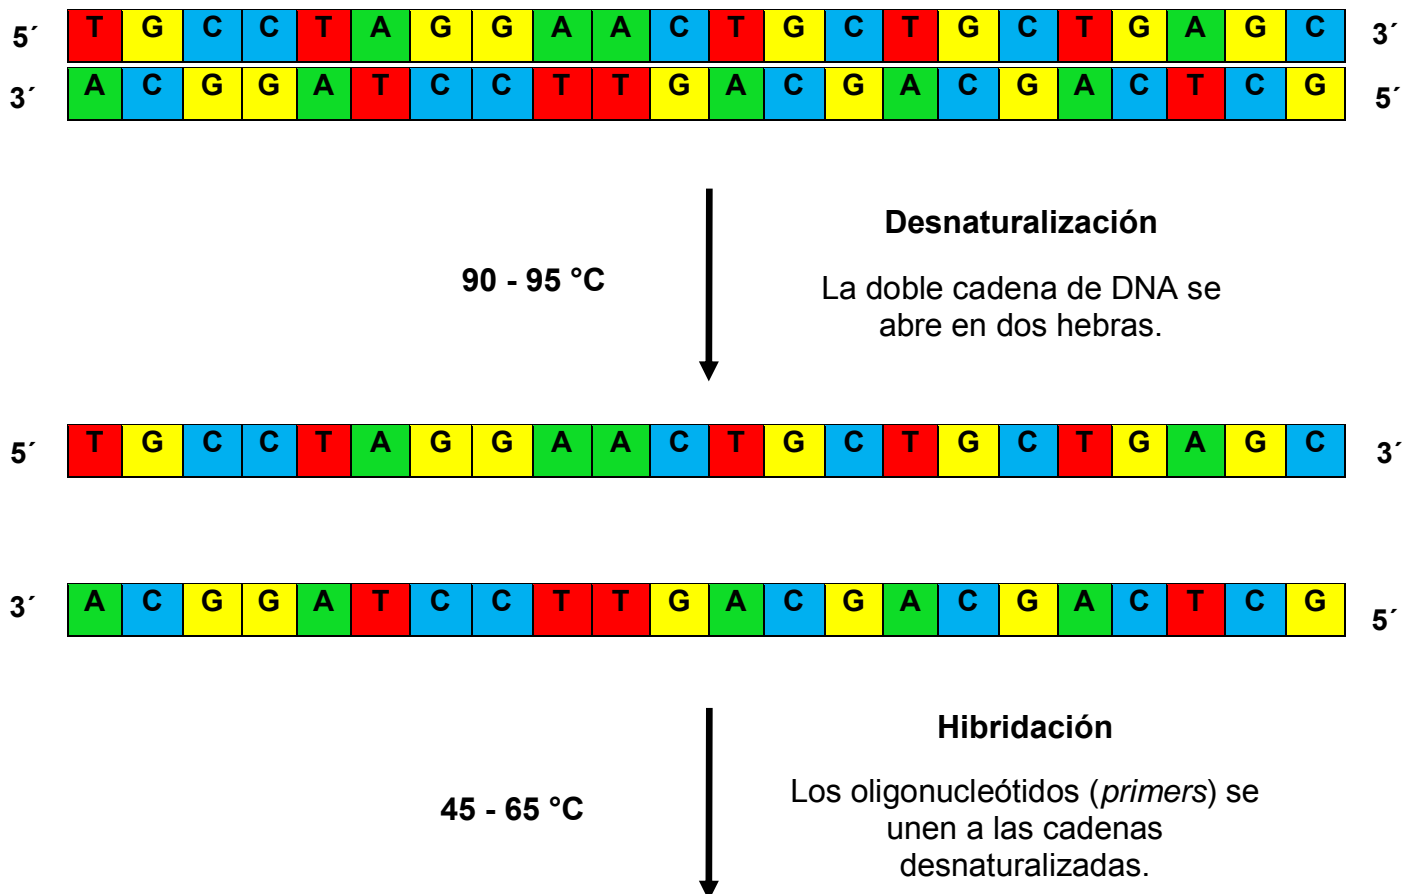 5´ T G C C T A G G A A C T G C T G C T G A G C 3´
3´ A C G G A T C C T T G A C G A C G A C T C G 5´
Desnaturalización
90 - 95 °C
La doble cadena de DNA se
abre en dos hebras.
5´ T G C C T A G G A A C T G C T G C T G A G C 3´
3´ A C G G A T C C T T G A C G A C G A C T C G 5´
Hibridación
45 - 65 °C
Los oligonucleótidos (primers) se
unen a las cadenas
desnaturalizadas.